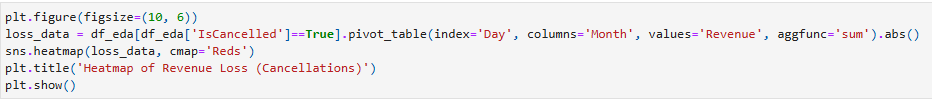 plt.figure(figsize=(10, 6))
loss_data = df_eda[df_eda['IsCancelled']==True].pivot_table(index='Day', columns='Month', values='Revenue', aggfunc='sum').abs()
sns.heatmap(loss_data, cmap='Reds')
plt.title('Heatmap of Revenue Loss (Cancellations)')
plt.show()